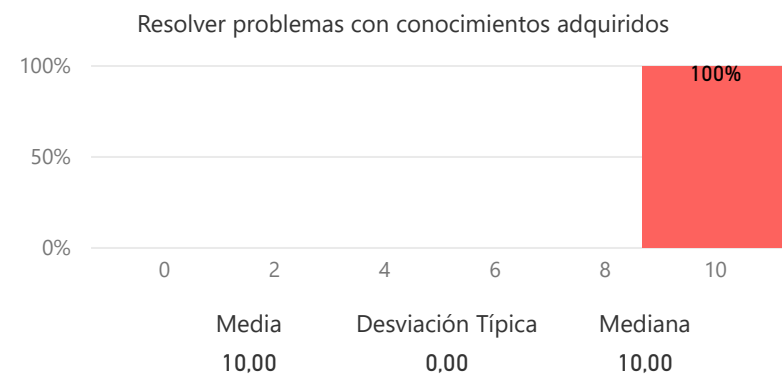 Resolver problemas con conocimientos adquiridos
100%
100%
50%
0%
0 2 4 6 8 10
Media Desviación Típica Mediana
10,00 0,00 10,00